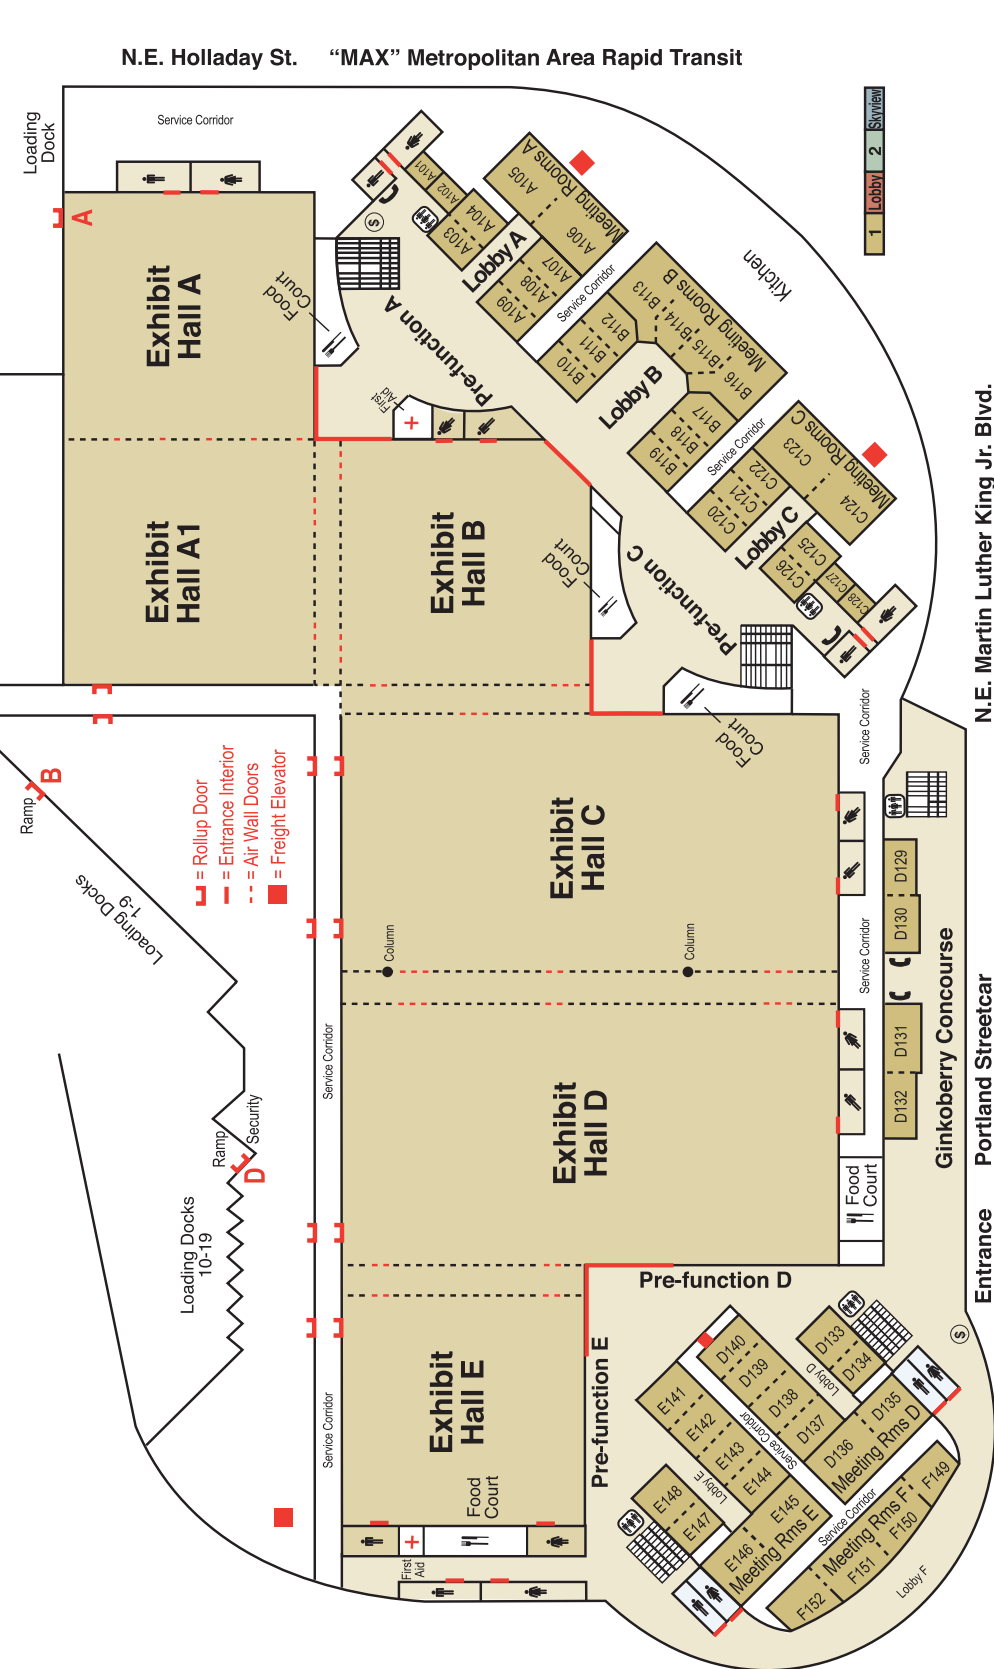 N.E. Holladay St. “MAX” Metropolitan Area Rapid Transit
Loading
Dock
Service Corridor
1
Lobby
2
Skyview
A
Exhibit
Hall A
Food
Court
$
A101
A102
A103
A104
Lobby A
A105
A106
Meeting Rooms A
A107
A108
A109
Pre-function A
Service Corridor
First
Aid
Kitchen
B110
B111
B112
B113
B114
B115
B116
Meeting Rooms B
Lobby B
B117
B118
B119
Service Corridor
Exhibit
Hall A1
Exhibit
Hall B
Food
Court
Pre-function C
C120
C121
C122
C123
C124
Meeting Rooms C
Lobby C
C125
C126
C127
C128
N.E. Martin Luther King Jr. Blvd.
Food
Court
Service Corridor
Ramp
B
Loading Docks
1-9
= Rollup Door
= Entrance Interior
= Air Wall Doors
= Freight Elevator
Exhibit
Hall C
Column
Column
D129
D130
Service Corridor
Ginkoberry Concourse
Portland Streetcar
D131
D132
Service Corridor
Ramp
Security
D
Loading Docks
10-19
Exhibit
Hall D
Food
Court
Entrance
Pre-function D
$
D133
D134
Lobby D
D135
D136
Meeting Rms D
D137
D138
D139
D140
Service Corridor
Pre-function E
E141
E142
E143
E144
Lobby E
E145
E146
Meeting Rms E
E147
E148
Service Corridor
F149
F150
F151
F152
Meeting Rms F
Lobby F
Exhibit
Hall E
Service Corridor
Food
Court
First
Aid